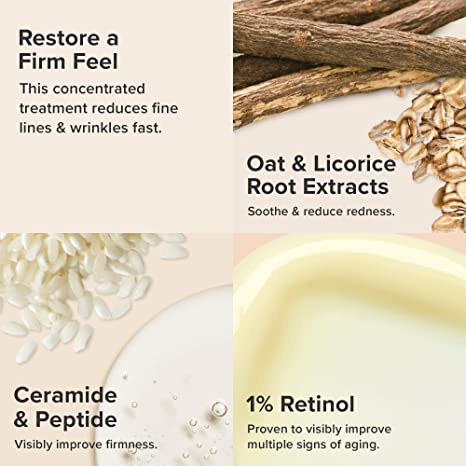 Restore a
Firm Feel
This concentrated
treatment reduces fine
lines & wrinkles fast.
Oat & Licorice
Root Extracts
Soothe & reduce redness.
Ceramide
& Peptide
Visibly improve firmness.
1% Retinol
Proven to visibly improve
multiple signs of aging.